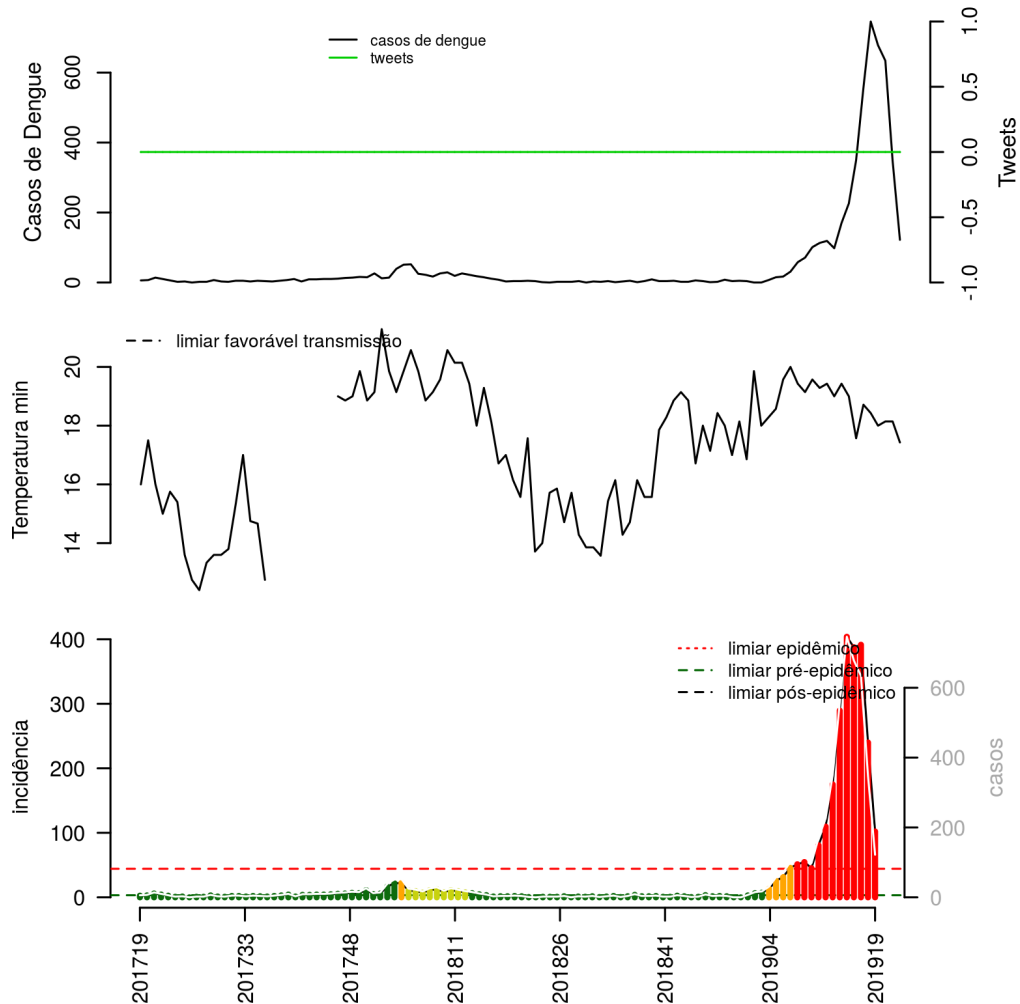 casos de dengue
tweets
Casos de Dengue
0
200
400
600
Tweets
-1.0
-0.5
0.0
0.5
1.0
limiar favorável transmissão
Temperatura min
14
16
18
20
limiar epidêmico
limiar pré-epidêmico
limiar pós-epidêmico
incidência
0
100
200
300
400
casos
0
200
400
600
201719
201733
201748
201811
201826
201841
201904
201919